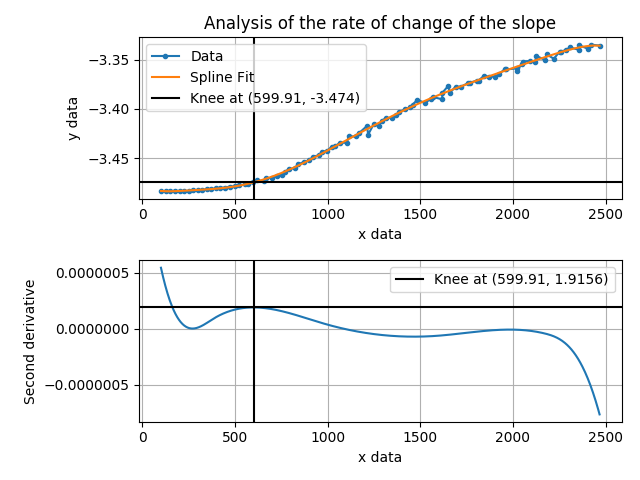 Analysis of the rate of change of the slope
Data
Spline Fit
Knee at (599.91, -3.474)
−3.35
−3.40
−3.45
y data
0
500
1000
1500
2000
2500
x data
Knee at (599.91, 1.9156)
0.0000005
0.0000000
−0.0000005
Second derivative
0
500
1000
1500
2000
2500
x data